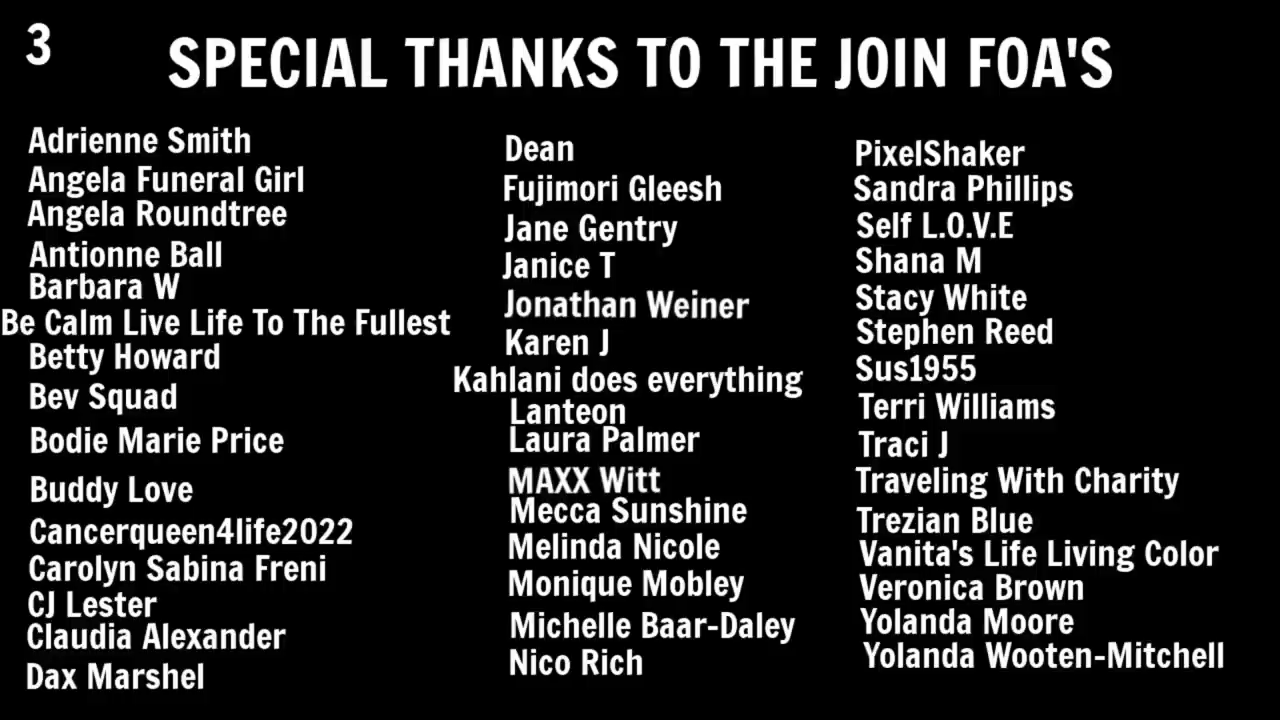 3
SPECIAL THANKS TO THE JOIN FOA'S
Adrienne Smith
Angela Funeral Girl
Angela Roundtree
Antionne Ball
Barbara W
Be Calm Live Life To The Fullest
Betty Howard
Bev Squad
Bodie Marie Price
Buddy Love
Cancerqueen4life2022
Carolyn Sabina Freni
CJ Lester
Claudia Alexander
Dax Marshel
Dean
Fujimori Gleesh
Jane Gentry
Janice T
Jonathan Weiner
Karen J
Kahlani does everything
Lanteon
Laura Palmer
MAXX Witt
Mecca Sunshine
Melinda Nicole
Monique Mobley
Michelle Baar-Daley
Nico Rich
PixelShaker
Sandra Phillips
Self L.O.V.E
Shana M
Stacy White
Stephen Reed
Sus1955
Terri Williams
Traci J
Traveling With Charity
Trezian Blue
Vanita's Life Living Color
Veronica Brown
Yolanda Moore
Yolanda Wooten-Mitchell